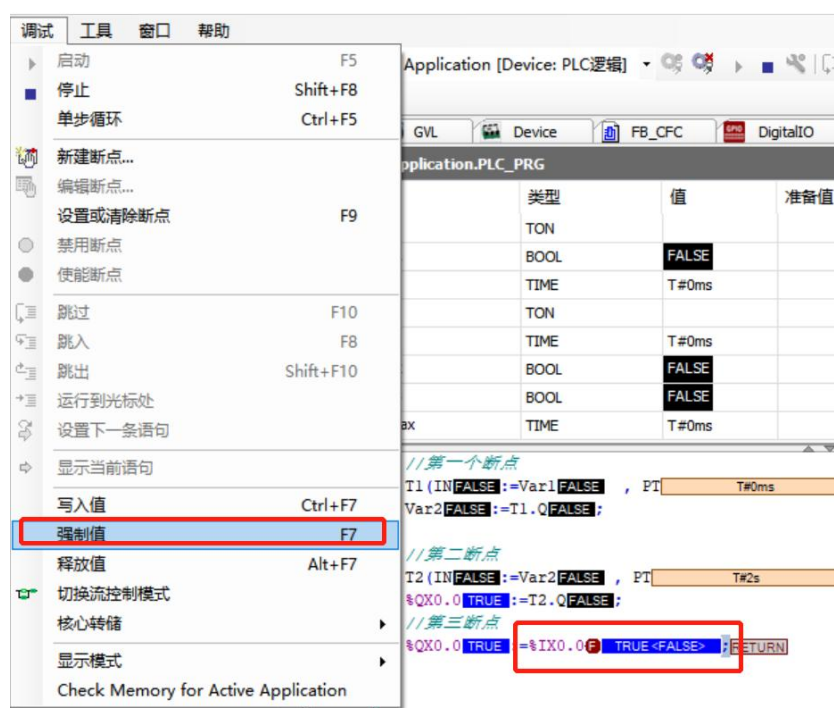 调试 工具 窗口 帮助
启动 F5
停止 Shift+F8
单步循环 Ctrl+F5
新建断点...
编辑断点...
设置或清除断点 F9
禁用断点
使能断点
跳过 F10
跳入 F8
跳出 Shift+F10
运行到光标处
设置下一条语句
显示当前语句
写入值 Ctrl+F7
强制值 F7
释放值 Alt+F7
切换流控制模式
核心转储
显示模式
Check Memory for Active Application
Application [Device: PLC逻辑]
GVL Device FB_CFC GPIO DigitalIO
pplication.PLC_PRG
类型 值 准备值
TON
BOOL FALSE
TIME T#0ms
TON
TIME T#0ms
BOOL FALSE
BOOL FALSE
ax TIME T#0ms
//第一个断点
T1(IN FALSE :=Var1 FALSE , PT T#0ms
Var2 FALSE :=T1.Q FALSE ;
//第二断点
T2(IN FALSE :=Var2 FALSE , PT T#2s
%QX0.0 TRUE :=T2.Q FALSE ;
//第三断点
%QX0.0 TRUE :=%IX0.0 F TRUE<FALSE> ; RETURN